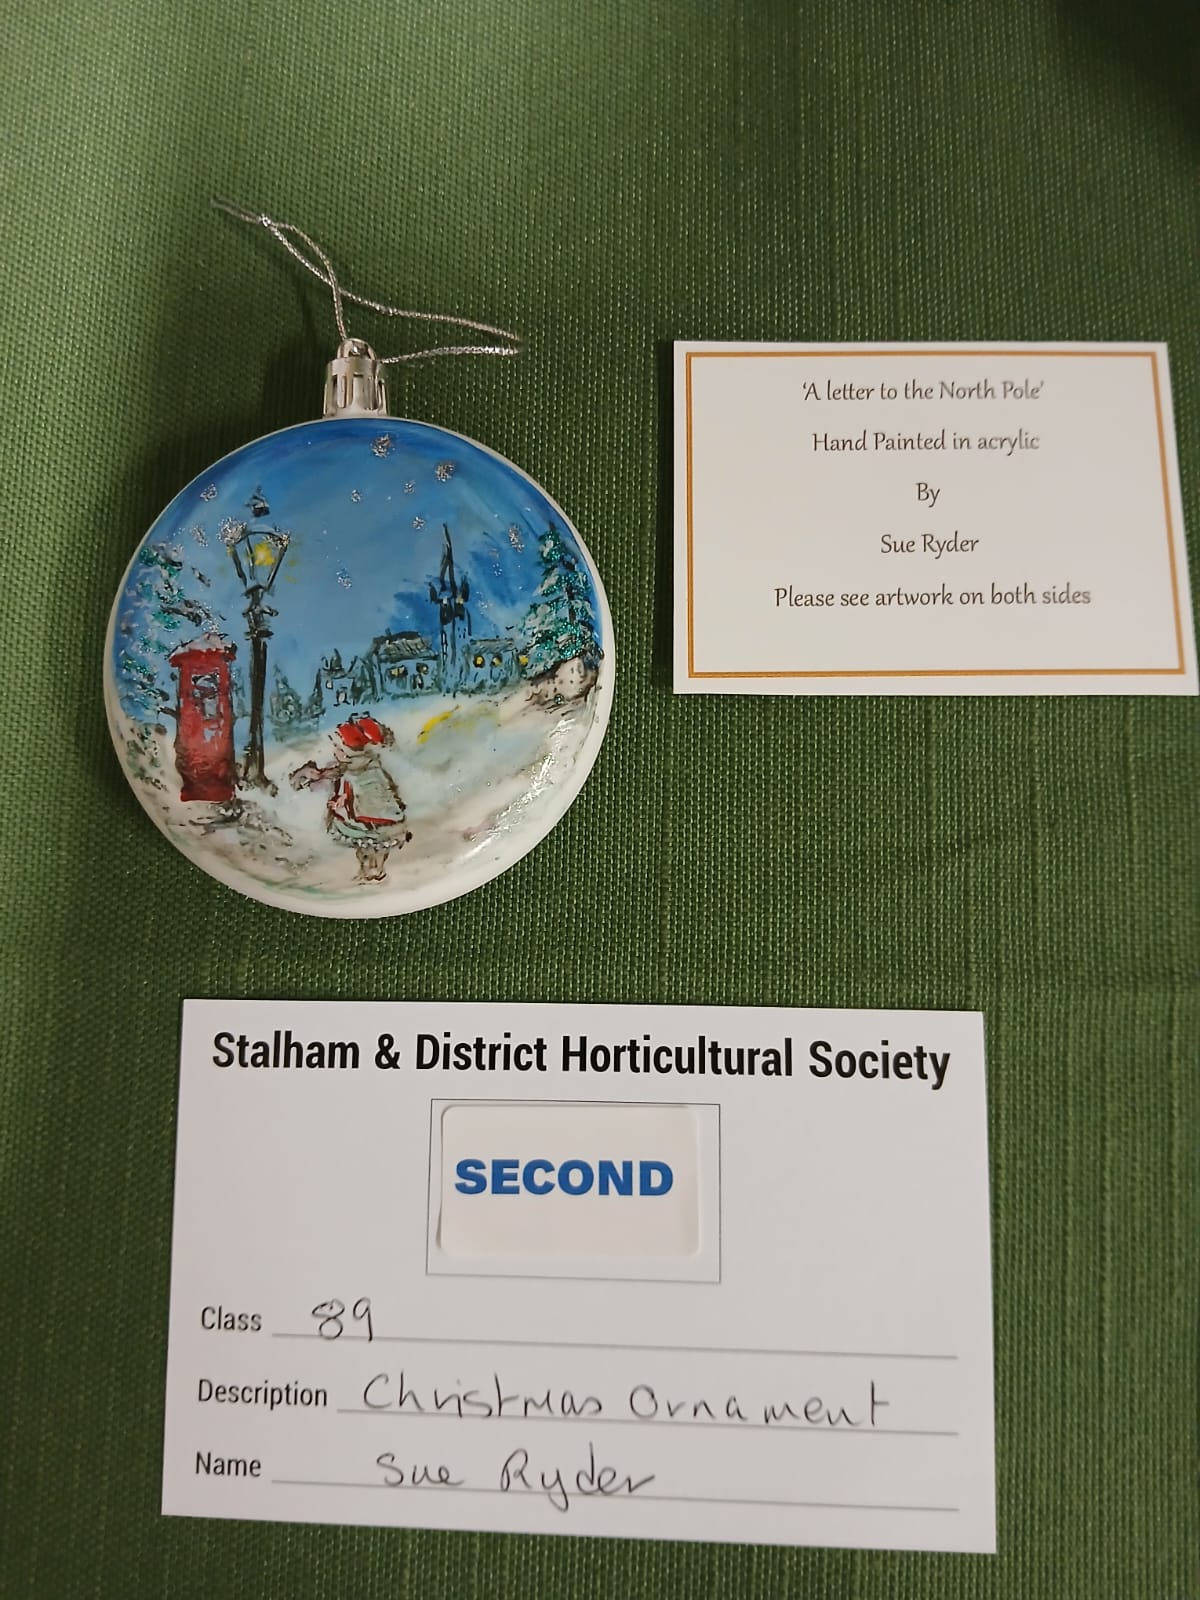 ‘A letter to the North Pole’
Hand Painted in acrylic
By
Sue Ryder
Please see artwork on both sides
Stalham & District Horticultural Society
SECOND
Class 89
Description Christmas Ornament
Name Sue Ryder